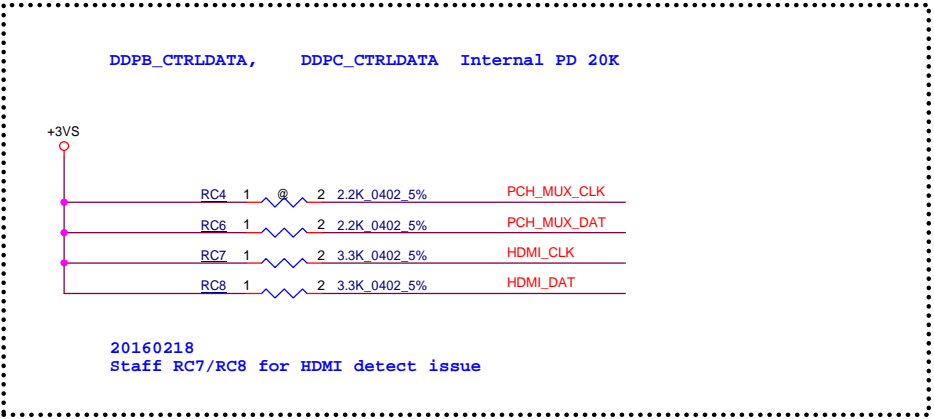 DDPB_CTRLDATA, DDPC_CTRLDATA Internal PD 20K
+3VS
RC4 1 @ 2 2.2K_0402_5% PCH_MUX_CLK
RC6 1 2 2.2K_0402_5% PCH_MUX_DAT
RC7 1 2 3.3K_0402_5% HDMI_CLK
RC8 1 2 3.3K_0402_5% HDMI_DAT
20160218
Staff RC7/RC8 for HDMI detect issue